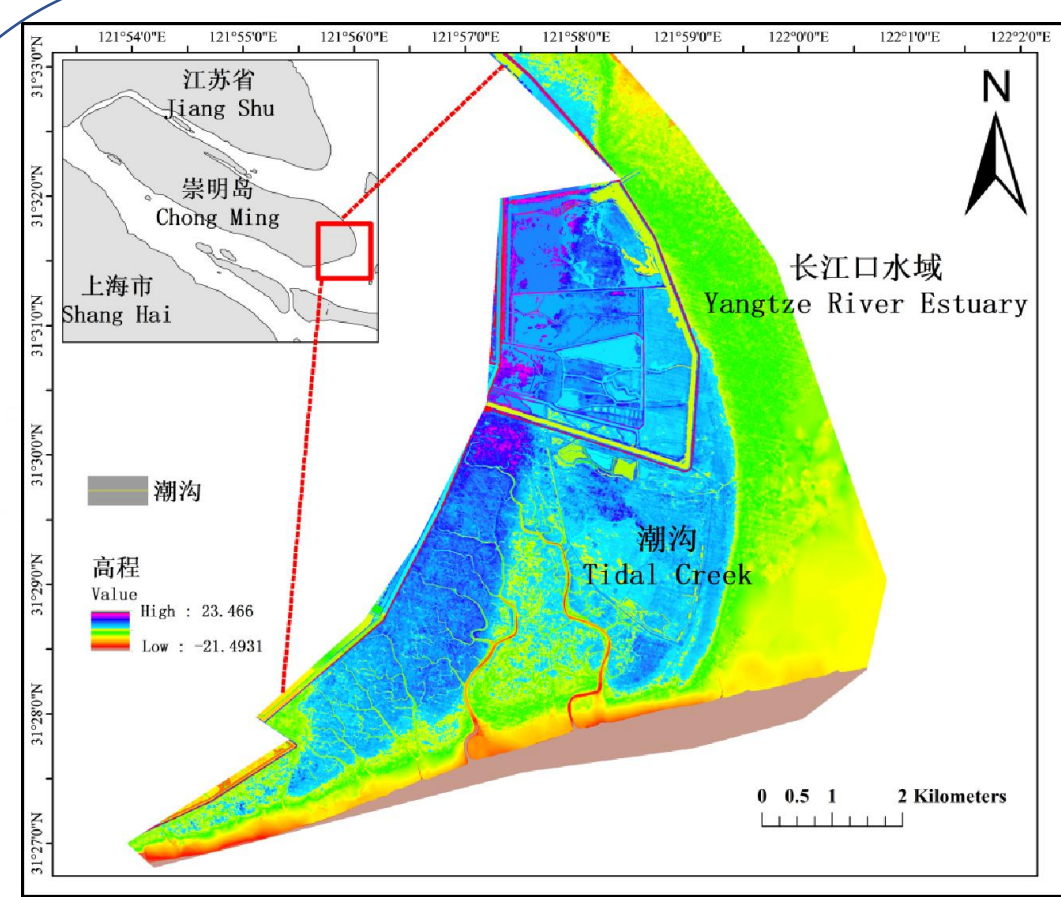 121°54'0"E 121°55'0"E 121°56'0"E 121°57'0"E 121°58'0"E 121°59'0"E 122°0'0"E 122°1'0"E 122°2'0"E
31°33'0"N
31°32'0"N
31°31'0"N
31°30'0"N
31°29'0"N
31°28'0"N
31°27'0"N
江苏省
Jiang Shu
崇明岛
Chong Ming
上海市
Shang Hai
N
长江口水域
Yangtze River Estuary
潮沟
Tidal Creek
潮沟
高程
Value
High : 23.466
Low : -21.4931
0 0.5 1 2 Kilometers